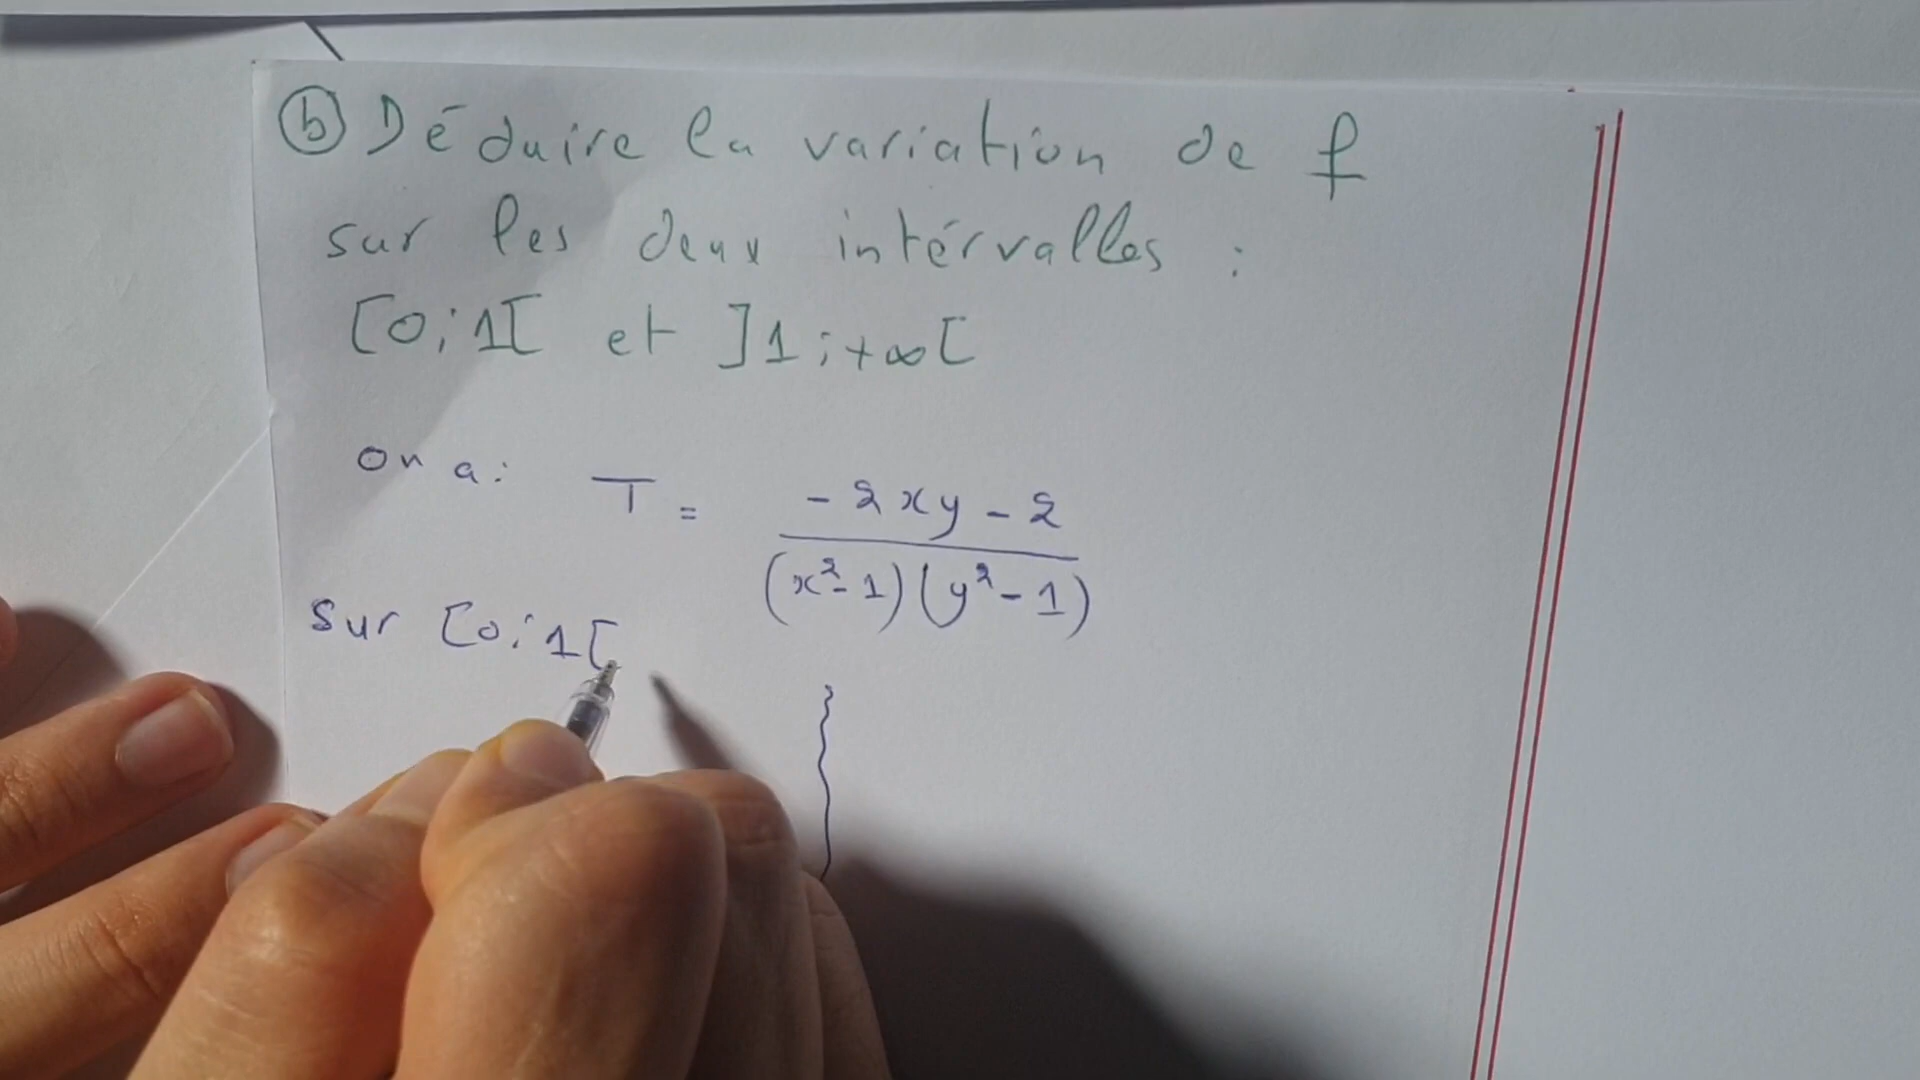 ⓑ Déduire la variation de f
sur les deux intérvalles :
[0;1[ et ]1;+∞[
on a: T = -2xy-2 / (x²-1)(y²-1)
Sur [0;1[